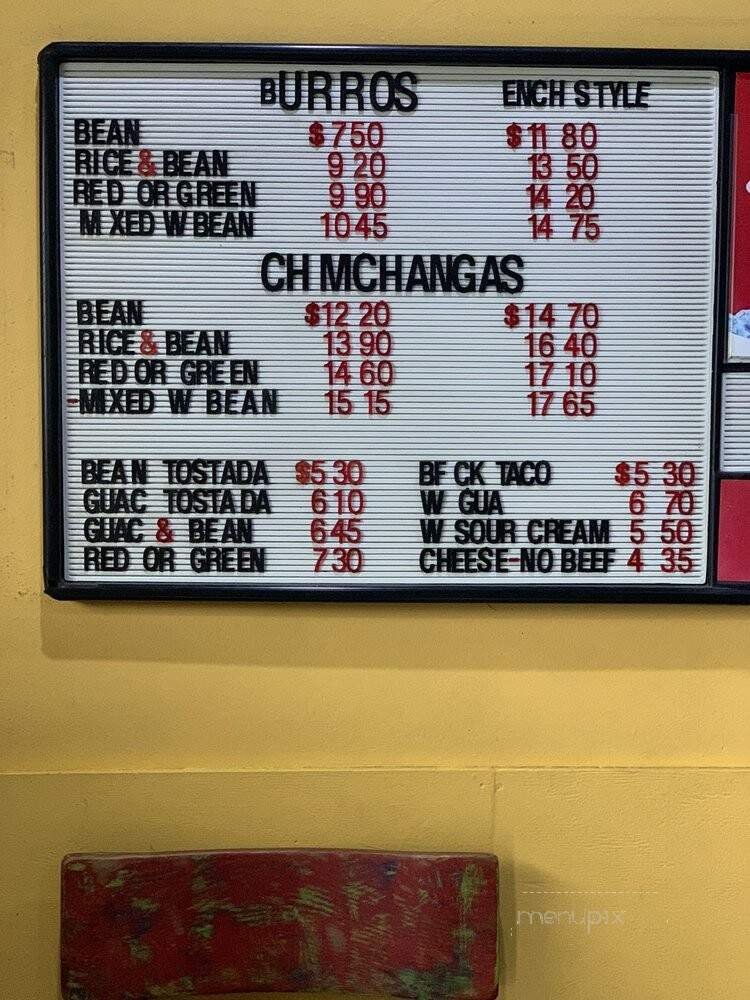 BURROS ENCH STYLE
BEAN $750 $11 80
RICE & BEAN 9 20 13 50
RED OR GREEN 9 90 14 20
M XED W BEAN 10 45 14 75
CH MCHANGAS
BEAN $12 20 $14 70
RICE & BEAN 13 90 16 40
RED OR GREEN 14 60 17 10
-MIXED W BEAN 15 15 17 65
BEAN TOSTADA $5 30 BF CK TACO $5 30
GUAC TOSTADA 6 10 W GUA 6 70
GUAC & BEAN 6 45 W SOUR CREAM 5 50
RED OR GREEN 7 30 CHEESE-NO BEEF 4 35
menupix